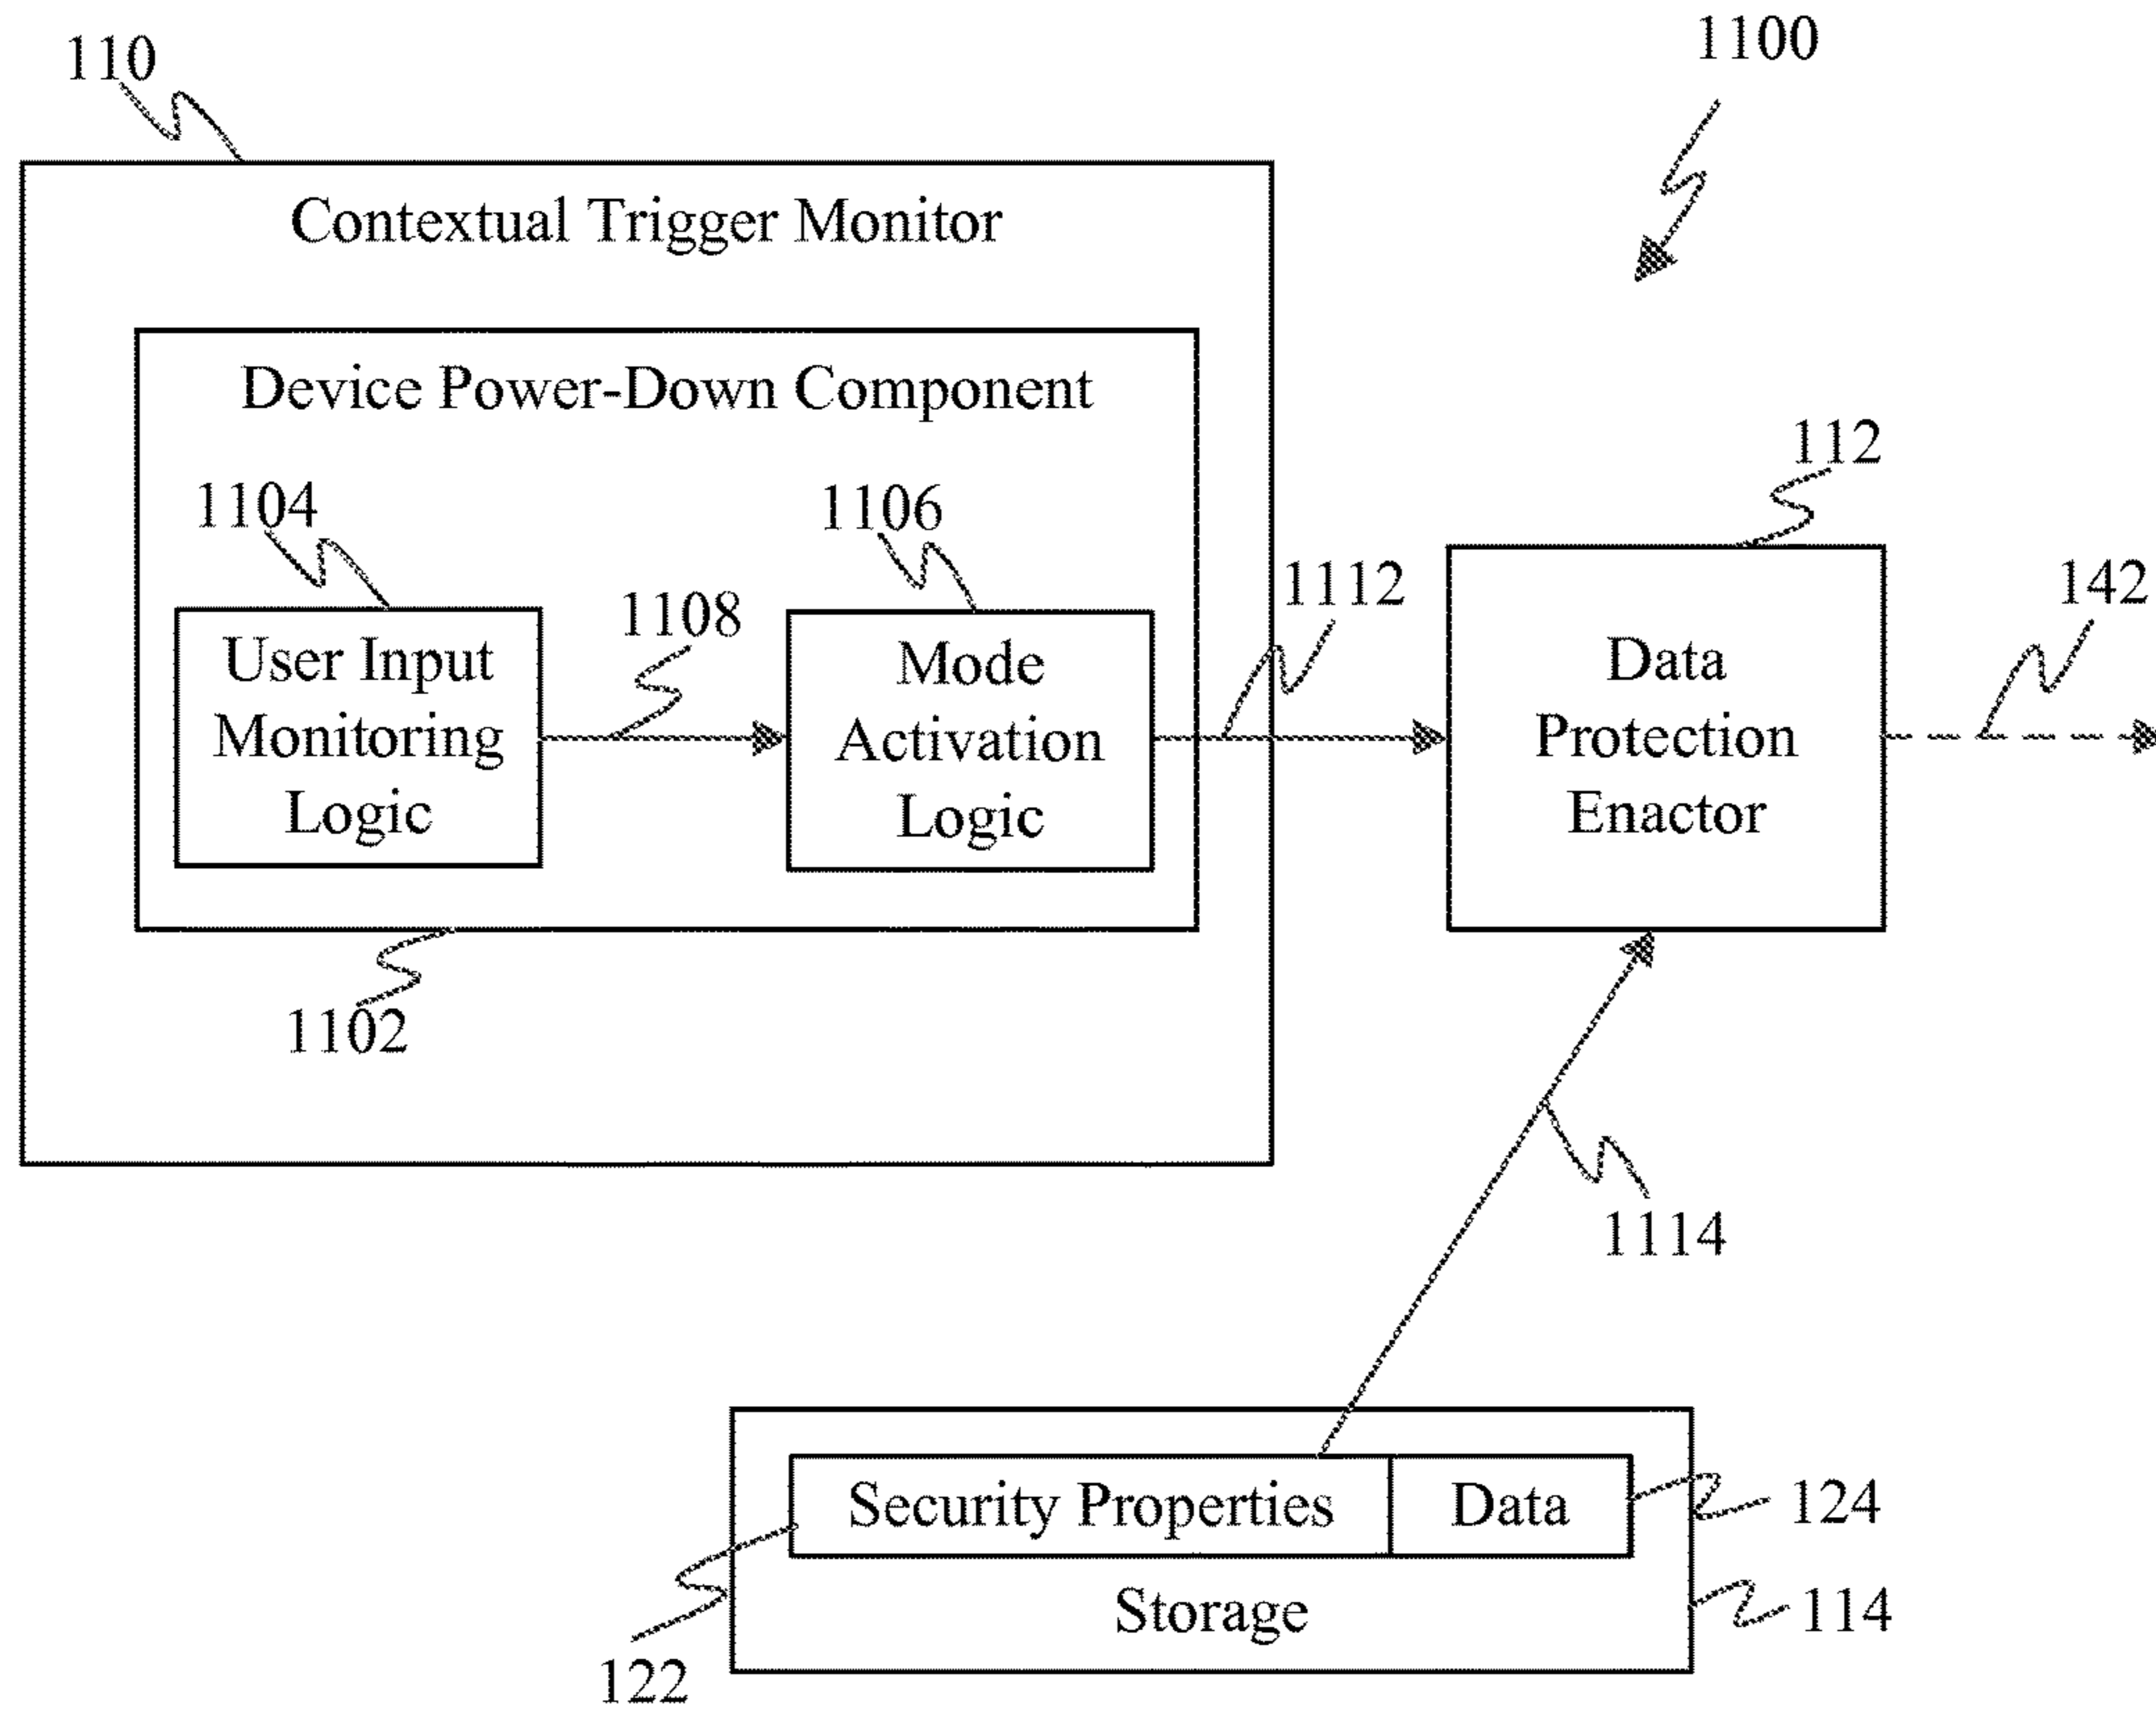 110
1100
Contextual Trigger Monitor
Device Power-Down Component
112
1104
1106
1112
142
1108
User Input
Monitoring
Logic
Mode
Activation
Logic
Data
Protection
Enactor
1102
1114
Security Properties
Data
124
Storage
114
122